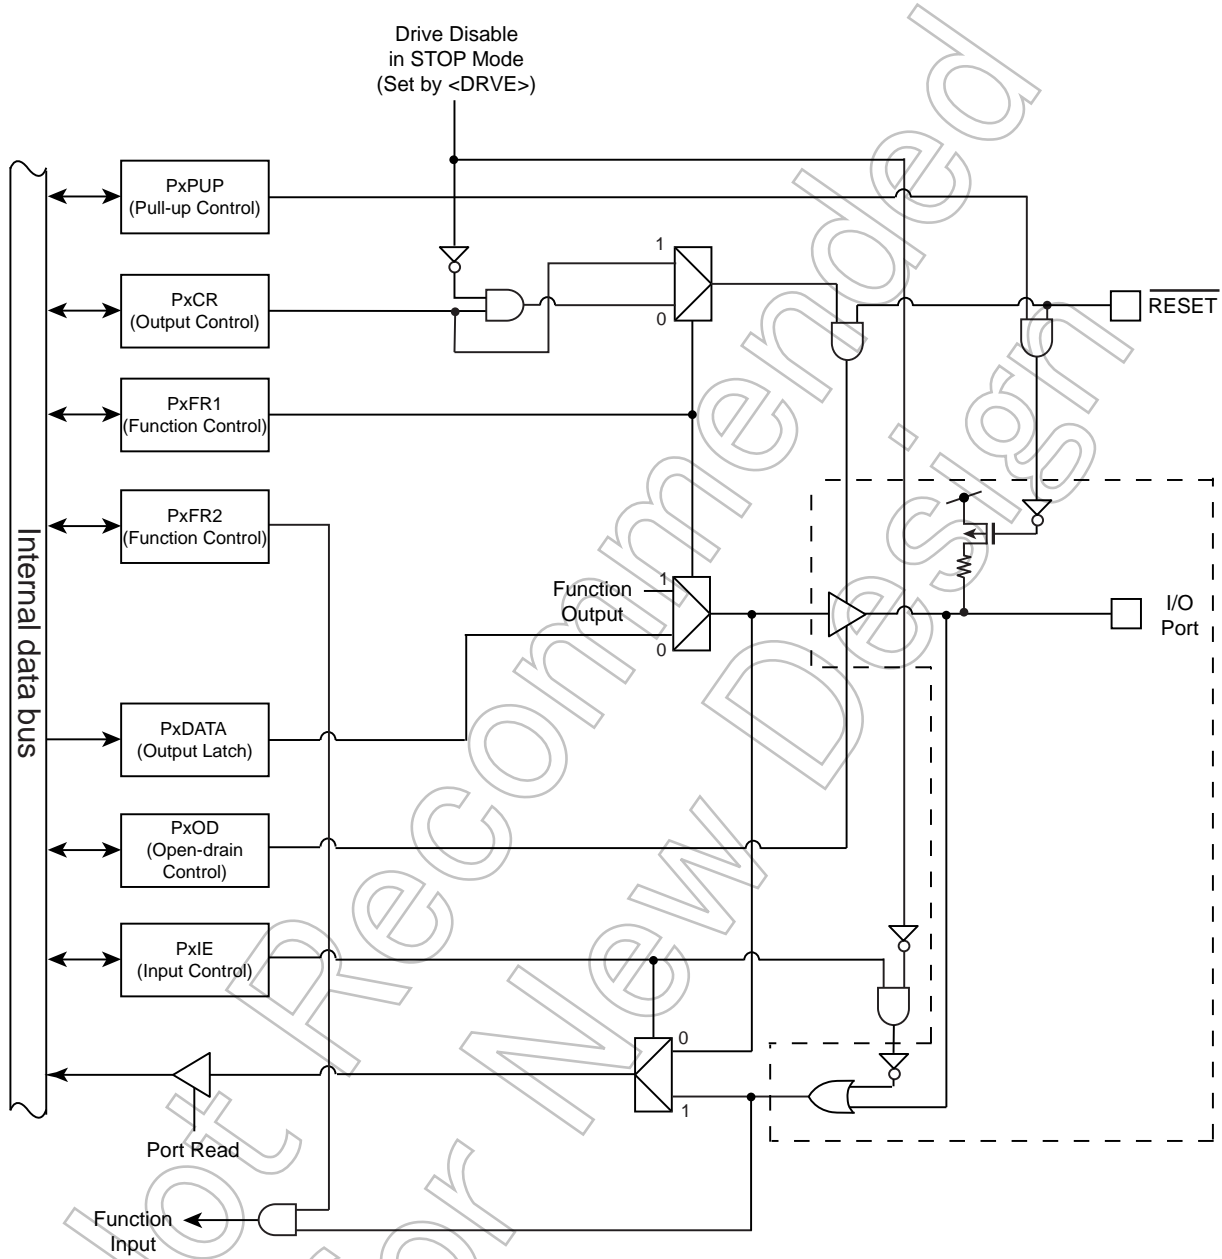 Drive Disable
in STOP Mode
(Set by <DRVE>)
PxPUP
(Pull-up Control)
1
PxCR
(Output Control)
0
RESET
PxFR1
(Function Control)
PxFR2
(Function Control)
Internal data bus
Function
Output
1
0
I/O
Port
PxDATA
(Output Latch)
PxOD
(Open-drain
Control)
PxIE
(Input Control)
0
1
Port Read
Function
Input
Not Recommended
for New Design